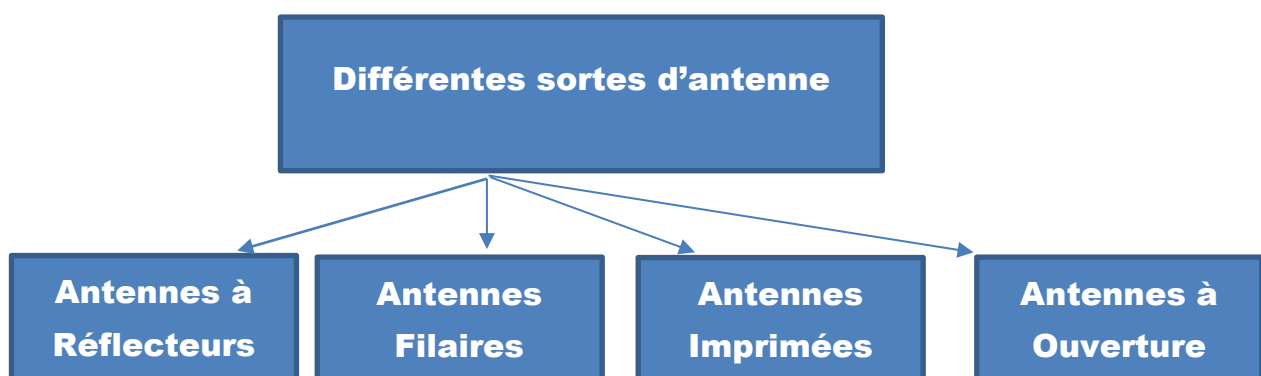 Différentes sortes d’antenne
Antennes à
Réflecteurs
Antennes
Filaires
Antennes
Imprimées
Antennes à
Ouverture